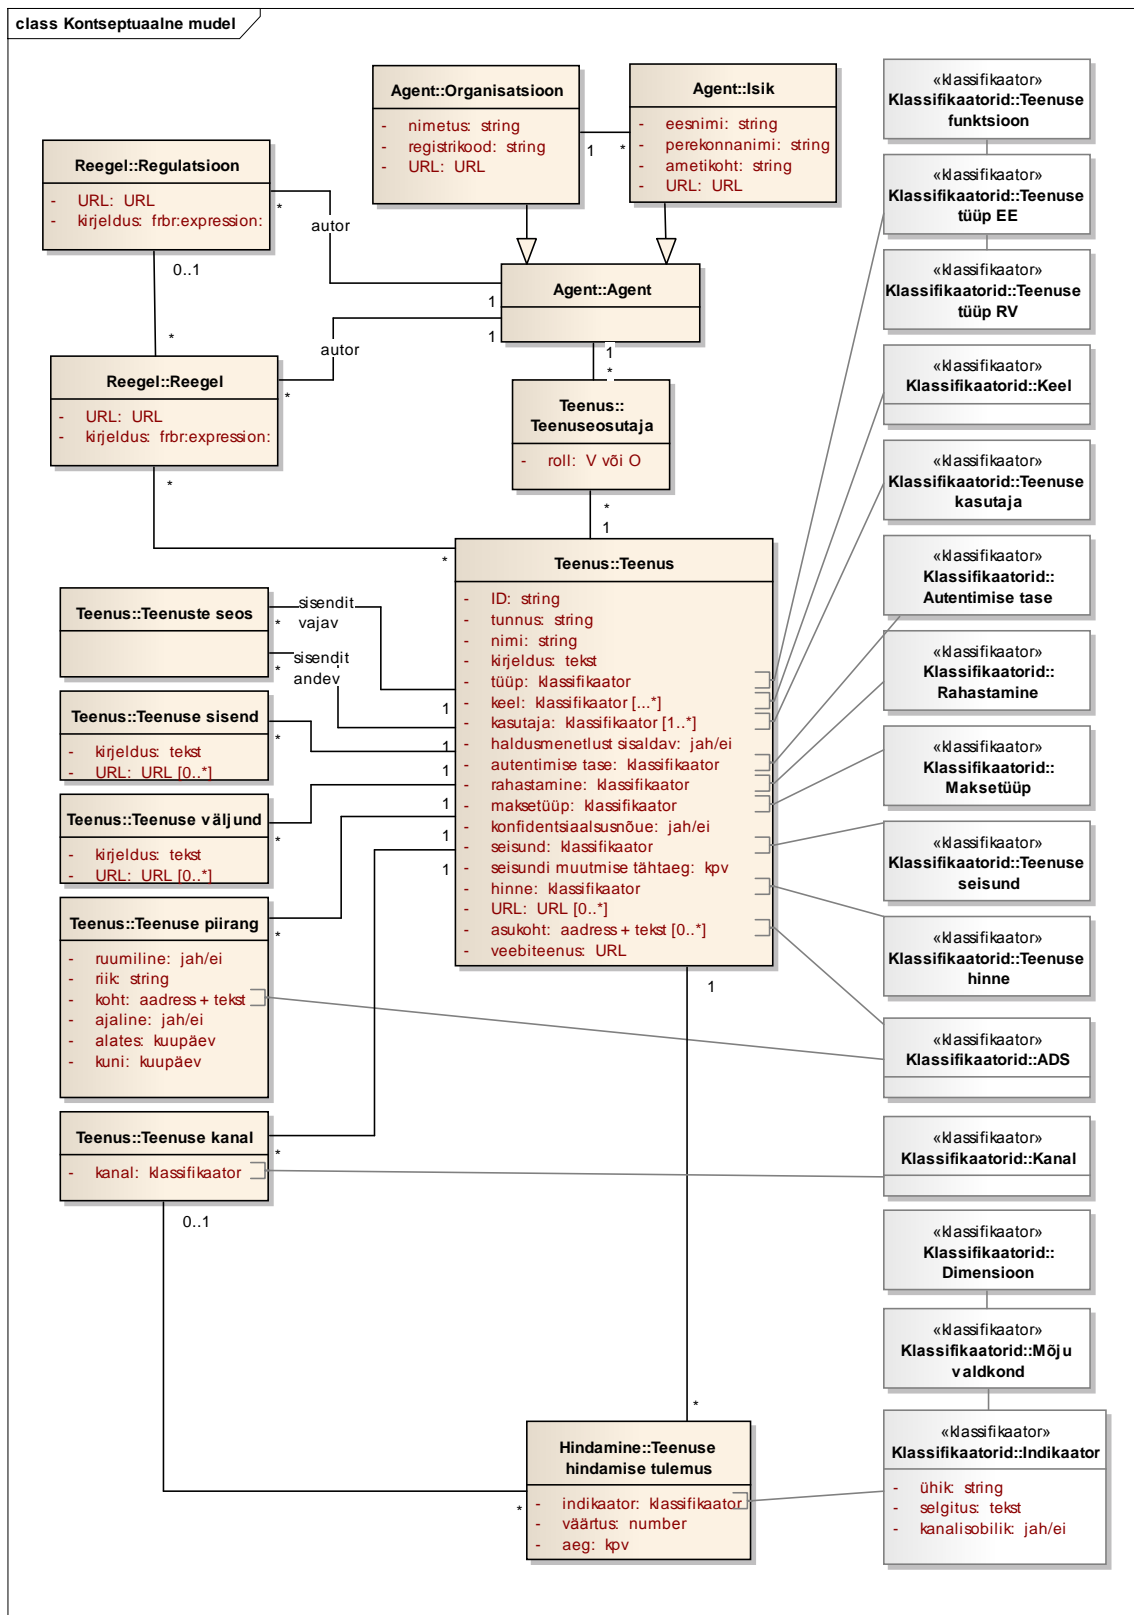 class Kontseptuaalne mudel
Agent::Organisatsioon
- nimetus: string
- registrikood: string
- URL: URL
Agent::Isik
- eesnimi: string
- perekonnanimi: string
- ametikoht: string
- URL: URL
1
*
Reegel::Regulatsioon
- URL: URL
- kirjeldus: frbr:expression:
*
autor
0..1
1
Agent::Agent
1
autor
*
*
Reegel::Reegel
- URL: URL
- kirjeldus: frbr:expression:
*
1
*
Teenus::
Teenuseosutaja
- roll: V või O
*
1
*
Teenus::Teenus
- ID: string
- tunnus: string
- nimi: string
- kirjeldus: tekst
- tüüp: klassifikaator
- keel: klassifikaator [...*]
- kasutaja: klassifikaator [1..*]
- haldusmenetlust sisaldav: jah/ei
- autentimise tase: klassifikaator
- rahastamine: klassifikaator
- maksetüüp: klassifikaator
- konfidentsiaalsusnõue: jah/ei
- seisund: klassifikaator
- seisundi muutmise tähtaeg: kpv
- hinne: klassifikaator
- URL: URL [0..*]
- asukoht: aadress + tekst [0..*]
- veebiteenus: URL
Teenus::Teenuste seos
sisendit
vajav
*
sisendit
andev
*
1
1
1
1
1
1
Teenus::Teenuse sisend
- kirjeldus: tekst
- URL: URL [0..*]
*
Teenus::Teenuse väljund
- kirjeldus: tekst
- URL: URL [0..*]
*
Teenus::Teenuse piirang
- ruumiline: jah/ei
- riik: string
- koht: aadress + tekst
- ajaline: jah/ei
- alates: kuupäev
- kuni: kuupäev
*
Teenus::Teenuse kanal
- kanal: klassifikaator
*
0..1
1
*
*
Hindamine::Teenuse
hindamise tulemus
- indikaator: klassifikaator
- väärtus: number
- aeg: kpv
«klassifikaator»
Klassifikaatorid::Teenuse
funktsioon
«klassifikaator»
Klassifikaatorid::Teenuse
tüüp EE
«klassifikaator»
Klassifikaatorid::Teenuse
tüüp RV
«klassifikaator»
Klassifikaatorid::Keel
«klassifikaator»
Klassifikaatorid::Teenuse
kasutaja
«klassifikaator»
Klassifikaatorid::
Autentimise tase
«klassifikaator»
Klassifikaatorid::
Rahastamine
«klassifikaator»
Klassifikaatorid::
Maksetüüp
«klassifikaator»
Klassifikaatorid::Teenuse
seisund
«klassifikaator»
Klassifikaatorid::Teenuse
hinne
«klassifikaator»
Klassifikaatorid::ADS
«klassifikaator»
Klassifikaatorid::Kanal
«klassifikaator»
Klassifikaatorid::
Dimensioon
«klassifikaator»
Klassifikaatorid::Mõju
valdkond
«klassifikaator»
Klassifikaatorid::Indikaator
- ühik: string
- selgitus: tekst
- kanalisobilik: jah/ei